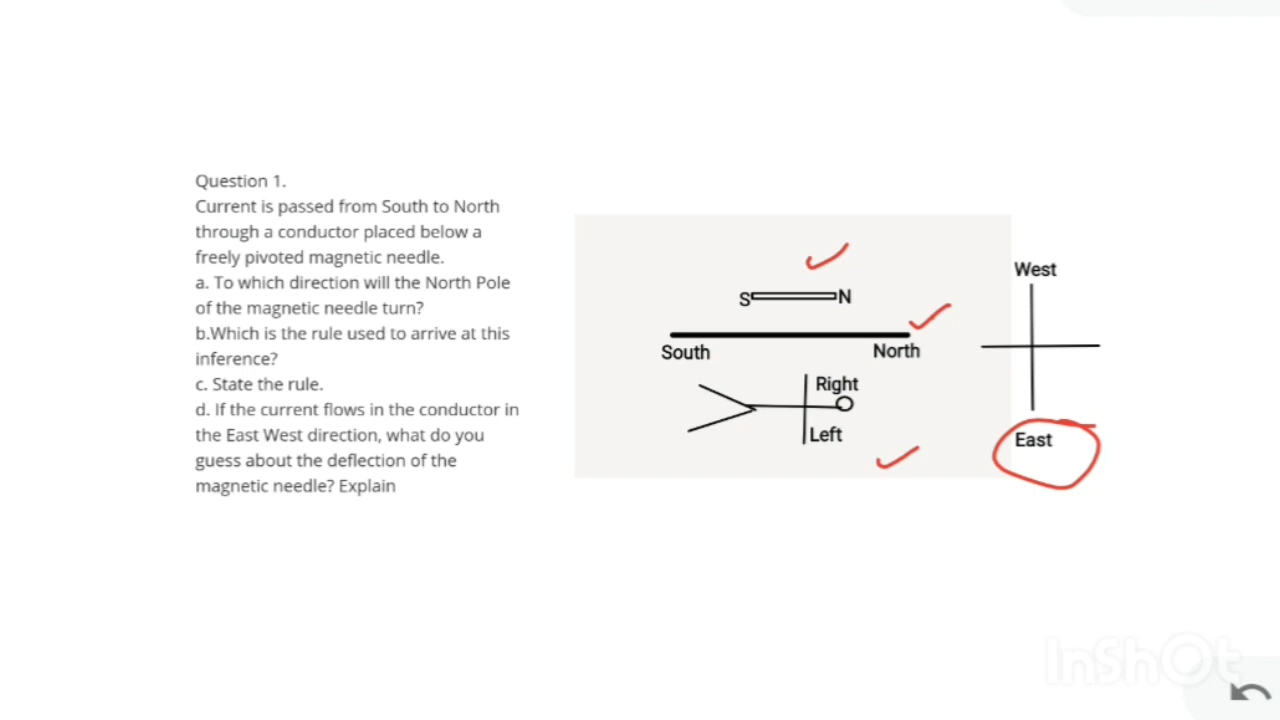 Question 1.
Current is passed from South to North
through a conductor placed below a
freely pivoted magnetic needle.
a. To which direction will the North Pole
of the magnetic needle turn?
b.Which is the rule used to arrive at this
inference?
c. State the rule.
d. If the current flows in the conductor in
the East West direction, what do you
guess about the deflection of the
magnetic needle? Explain
S N
South North
Right
Left
West
East
InShOt